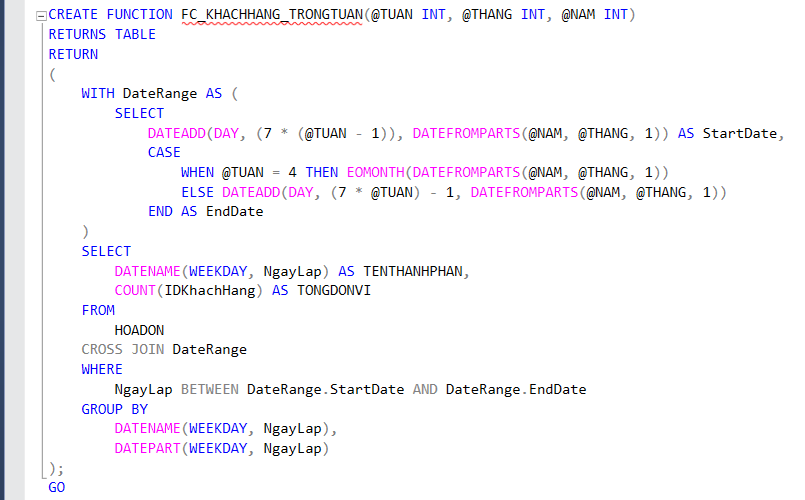 CREATE FUNCTION FC_KHACHHANG_TRONGTUAN(@TUAN INT, @THANG INT, @NAM INT)
RETURNS TABLE
RETURN
(
    WITH DateRange AS (
        SELECT
            DATEADD(DAY, (7 * (@TUAN - 1)), DATEFROMPARTS(@NAM, @THANG, 1)) AS StartDate,
            CASE
                WHEN @TUAN = 4 THEN EOMONTH(DATEFROMPARTS(@NAM, @THANG, 1))
                ELSE DATEADD(DAY, (7 * @TUAN) - 1, DATEFROMPARTS(@NAM, @THANG, 1))
            END AS EndDate
    )
    SELECT
        DATENAME(WEEKDAY, NgayLap) AS TENTHANHPHAN,
        COUNT(IDKhachHang) AS TONGDONVI
    FROM
        HOADON
    CROSS JOIN DateRange
    WHERE
        NgayLap BETWEEN DateRange.StartDate AND DateRange.EndDate
    GROUP BY
        DATENAME(WEEKDAY, NgayLap),
        DATEPART(WEEKDAY, NgayLap)
);
GO